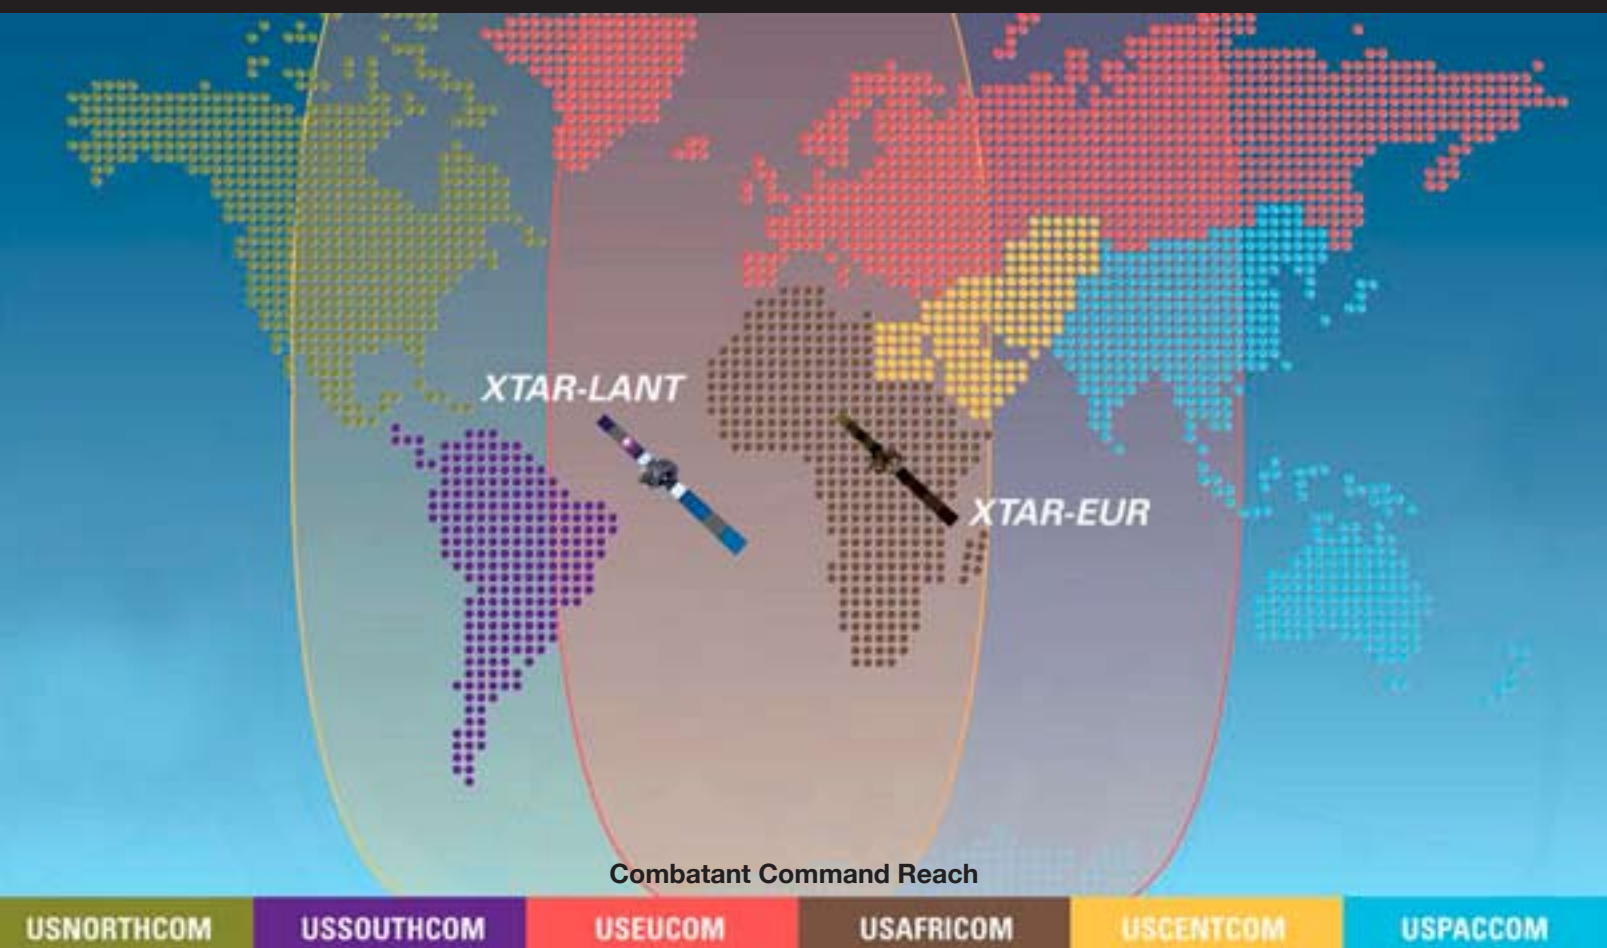 XTAR-LANT
XTAR-EUR
Combatant Command Reach
USNORTHCOM USSOUTHCOM USEUCOM USAFRICOM USCENTCOM USPACCOM